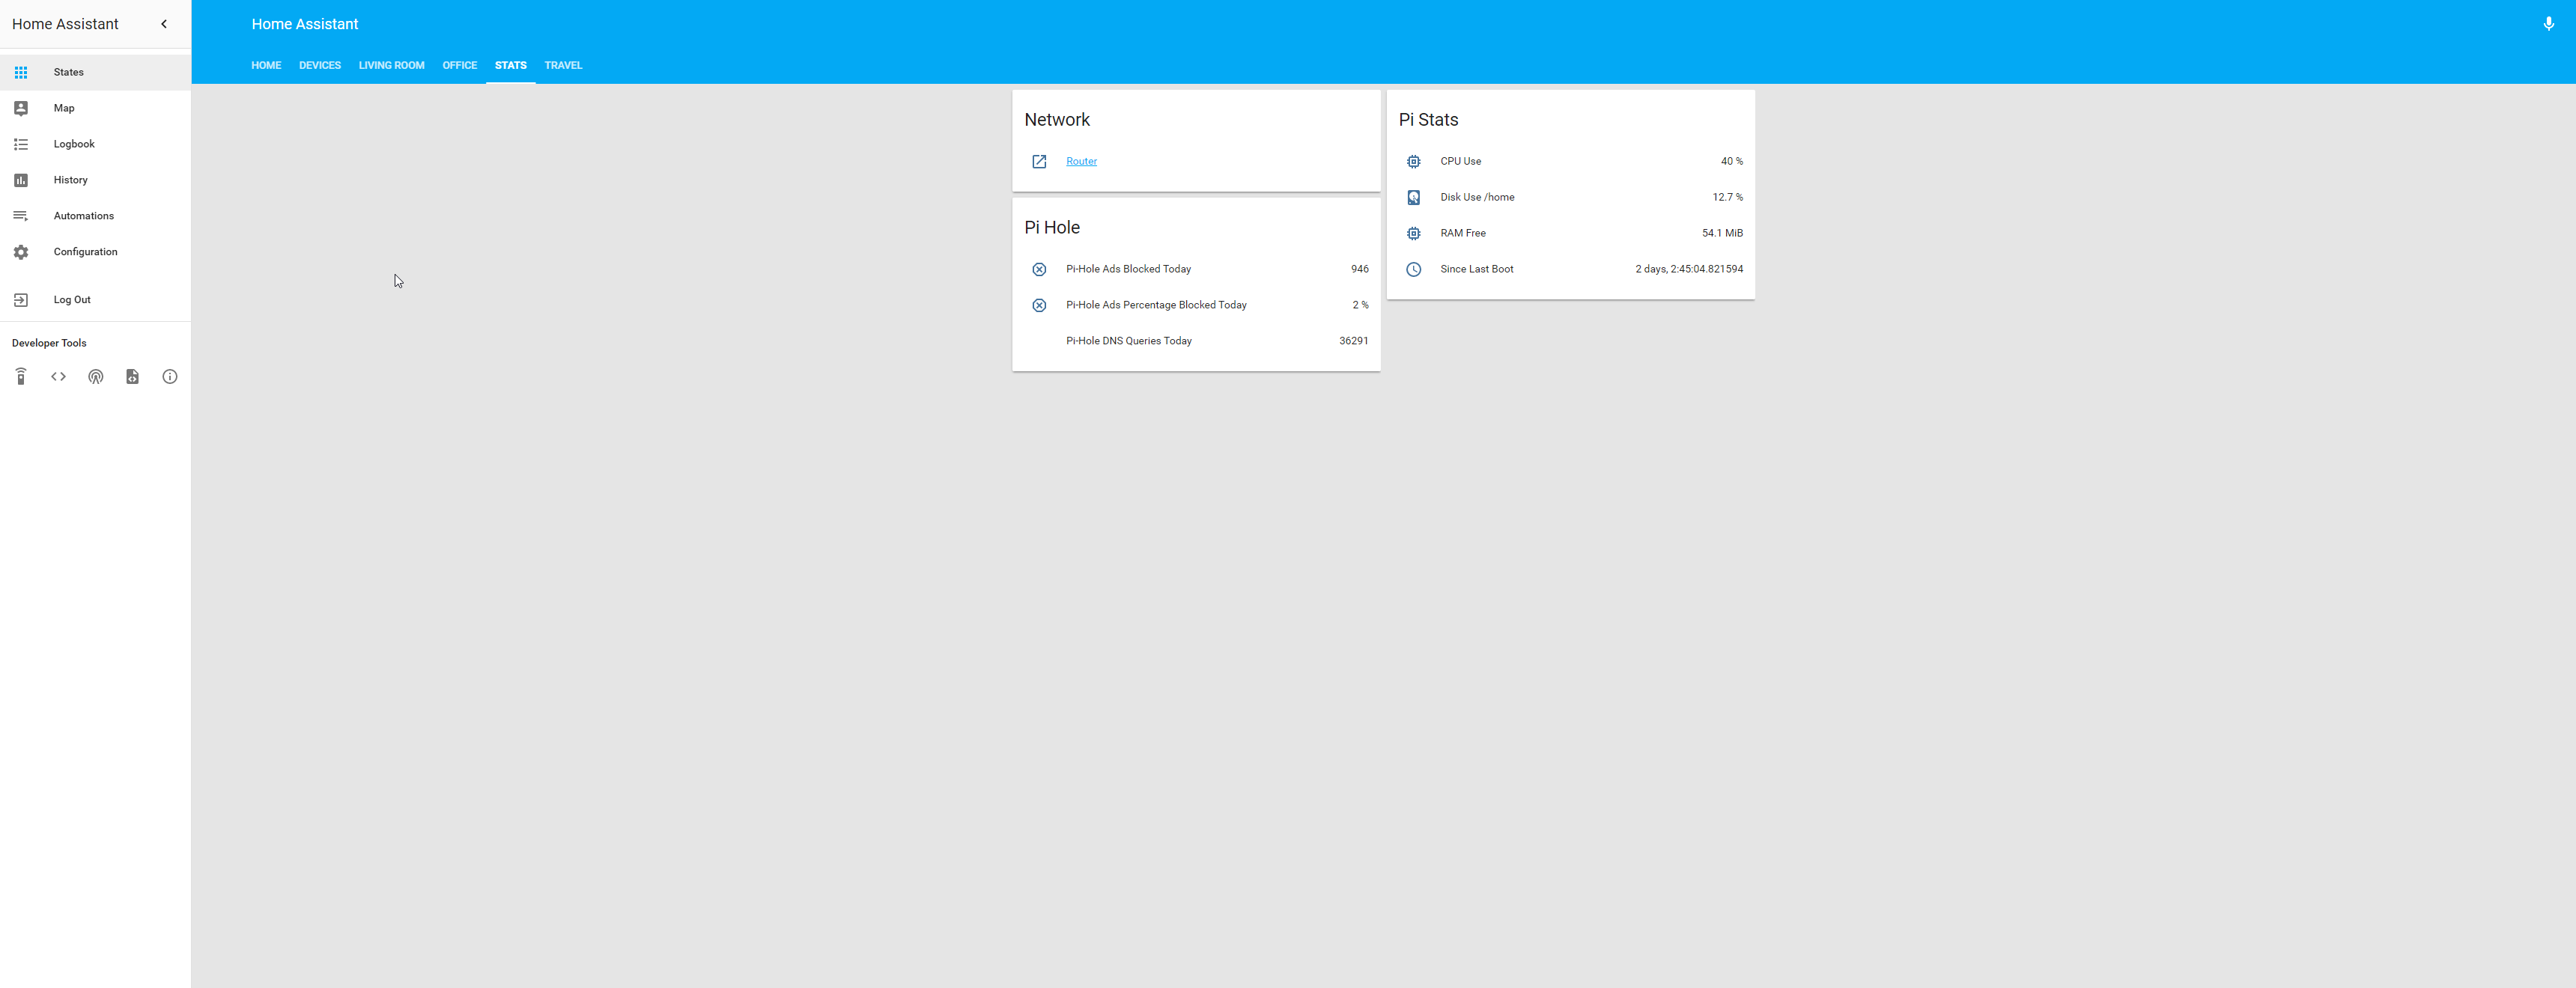 Home Assistant
States
Map
Logbook
History
Automations
Configuration
Log Out
Developer Tools
Home Assistant
HOME DEVICES LIVING ROOM OFFICE STATS TRAVEL
Network
Router
Pi Hole
Pi-Hole Ads Blocked Today 946
Pi-Hole Ads Percentage Blocked Today 2 %
Pi-Hole DNS Queries Today 36291
Pi Stats
CPU Use 40 %
Disk Use /home 12.7 %
RAM Free 54.1 MiB
Since Last Boot 2 days, 2:45:04.821594